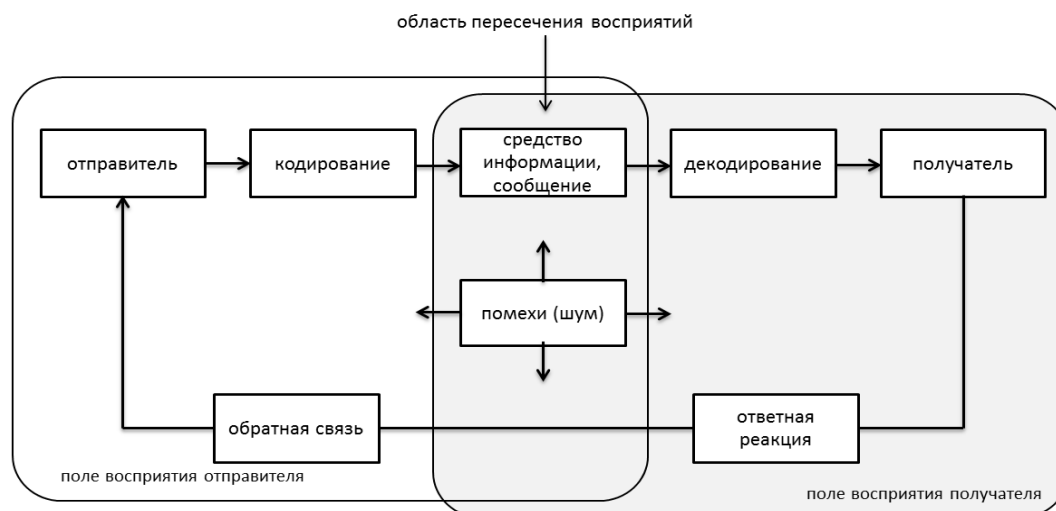 область пересечения восприятий
отправитель
кодирование
средство
информации,
сообщение
декодирование
получатель
помехи (шум)
обратная связь
ответная
реакция
поле восприятия отправителя
поле восприятия получателя